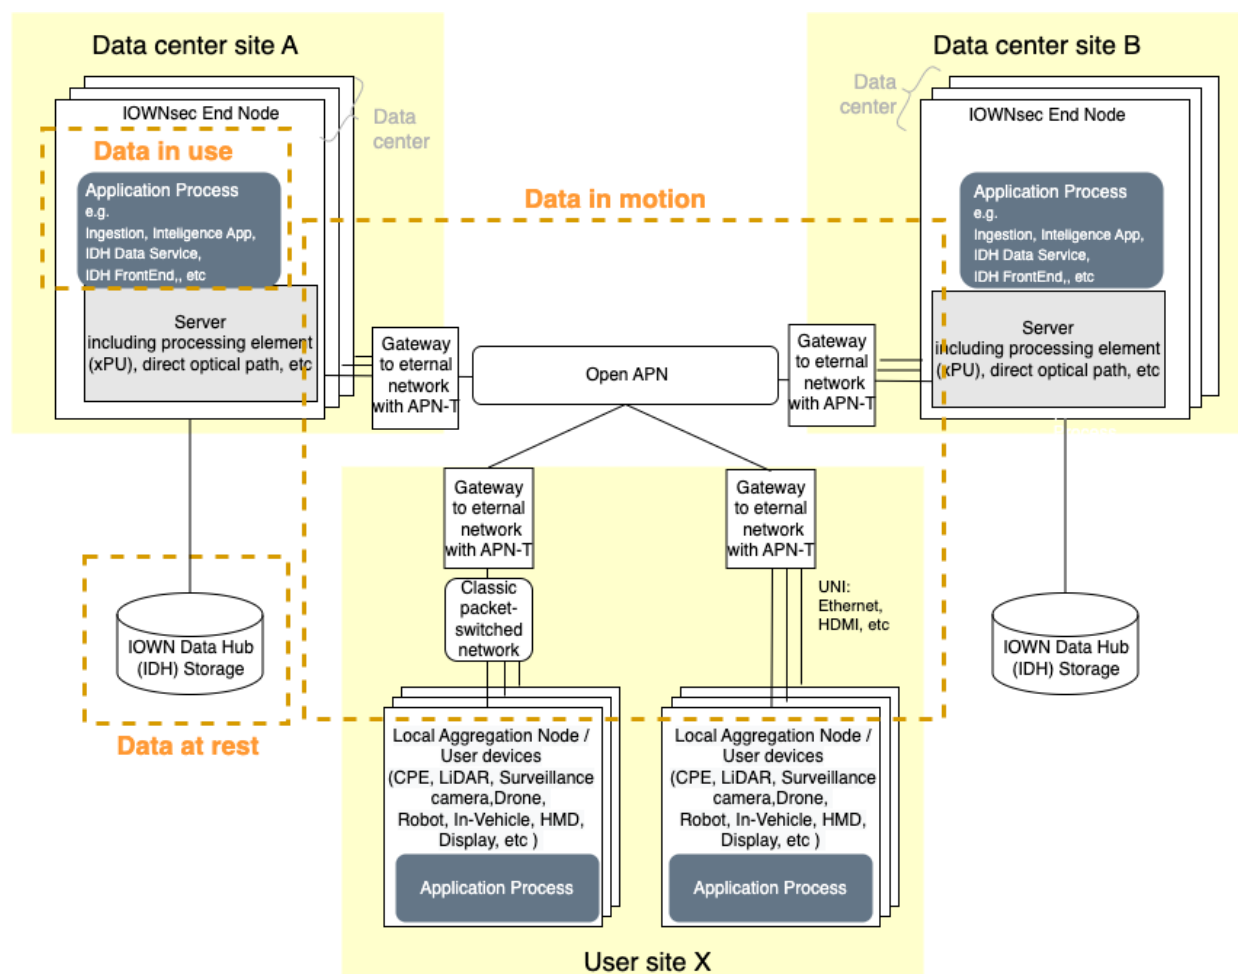 Data center site A
Data center site B
IOWNsec End Node
Data
center
Data in use
Application Process
e.g.
Ingestion, Inteligence App,
IDH Data Service,
IDH FrontEnd,, etc
Server
including processing element
(xPU), direct optical path, etc
Data in motion
Data
center
IOWNsec End Node
Application Process
e.g.
Ingestion, Inteligence App,
IDH Data Service,
IDH FrontEnd,, etc
Server
including processing element
(xPU), direct optical path, etc
Gateway
to eternal
network
with APN-T
Open APN
Gateway
to eternal
network
with APN-T
Gateway
to eternal
network
with APN-T
Gateway
to eternal
network
with APN-T
Classic
packet-
switched
network
UNI:
Ethernet,
HDMI, etc
IOWN Data Hub
(IDH) Storage
Data at rest
IOWN Data Hub
(IDH) Storage
Local Aggregation Node /
User devices
(CPE, LiDAR, Surveillance
camera,Drone,
Robot, In-Vehicle, HMD,
Display, etc )
Application Process
Local Aggregation Node /
User devices
(CPE, LiDAR, Surveillance
camera,Drone,
Robot, In-Vehicle, HMD,
Display, etc )
Application Process
User site X